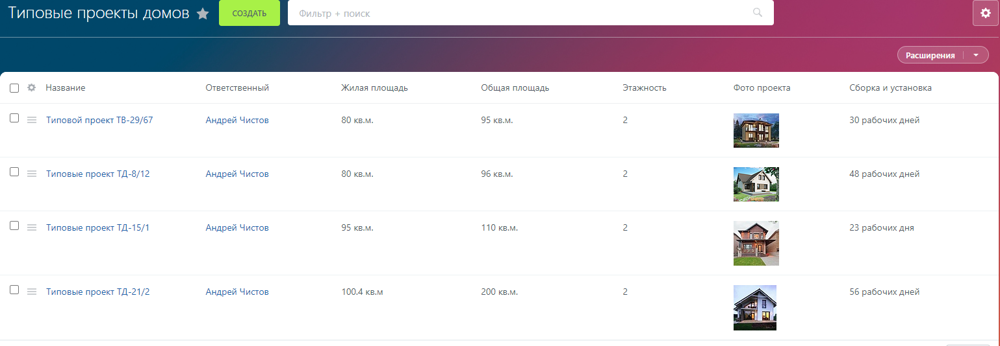 Типовые проекты домов
СОЗДАТЬ
Фильтр + поиск
Расширения
Название Ответственный Жилая площадь Общая площадь Этажность Фото проекта Сборка и установка
Типовой проект ТВ-29/67 Андрей Чистов 80 кв.м. 95 кв.м. 2 30 рабочих дней
Типовые проект ТД-8/12 Андрей Чистов 80 кв.м. 96 кв.м. 2 48 рабочих дней
Типовые проект ТД-15/1 Андрей Чистов 95 кв.м. 110 кв.м. 2 23 рабочих дня
Типовые проект ТД-21/2 Андрей Чистов 100.4 кв.м 200 кв.м. 2 56 рабочих дней